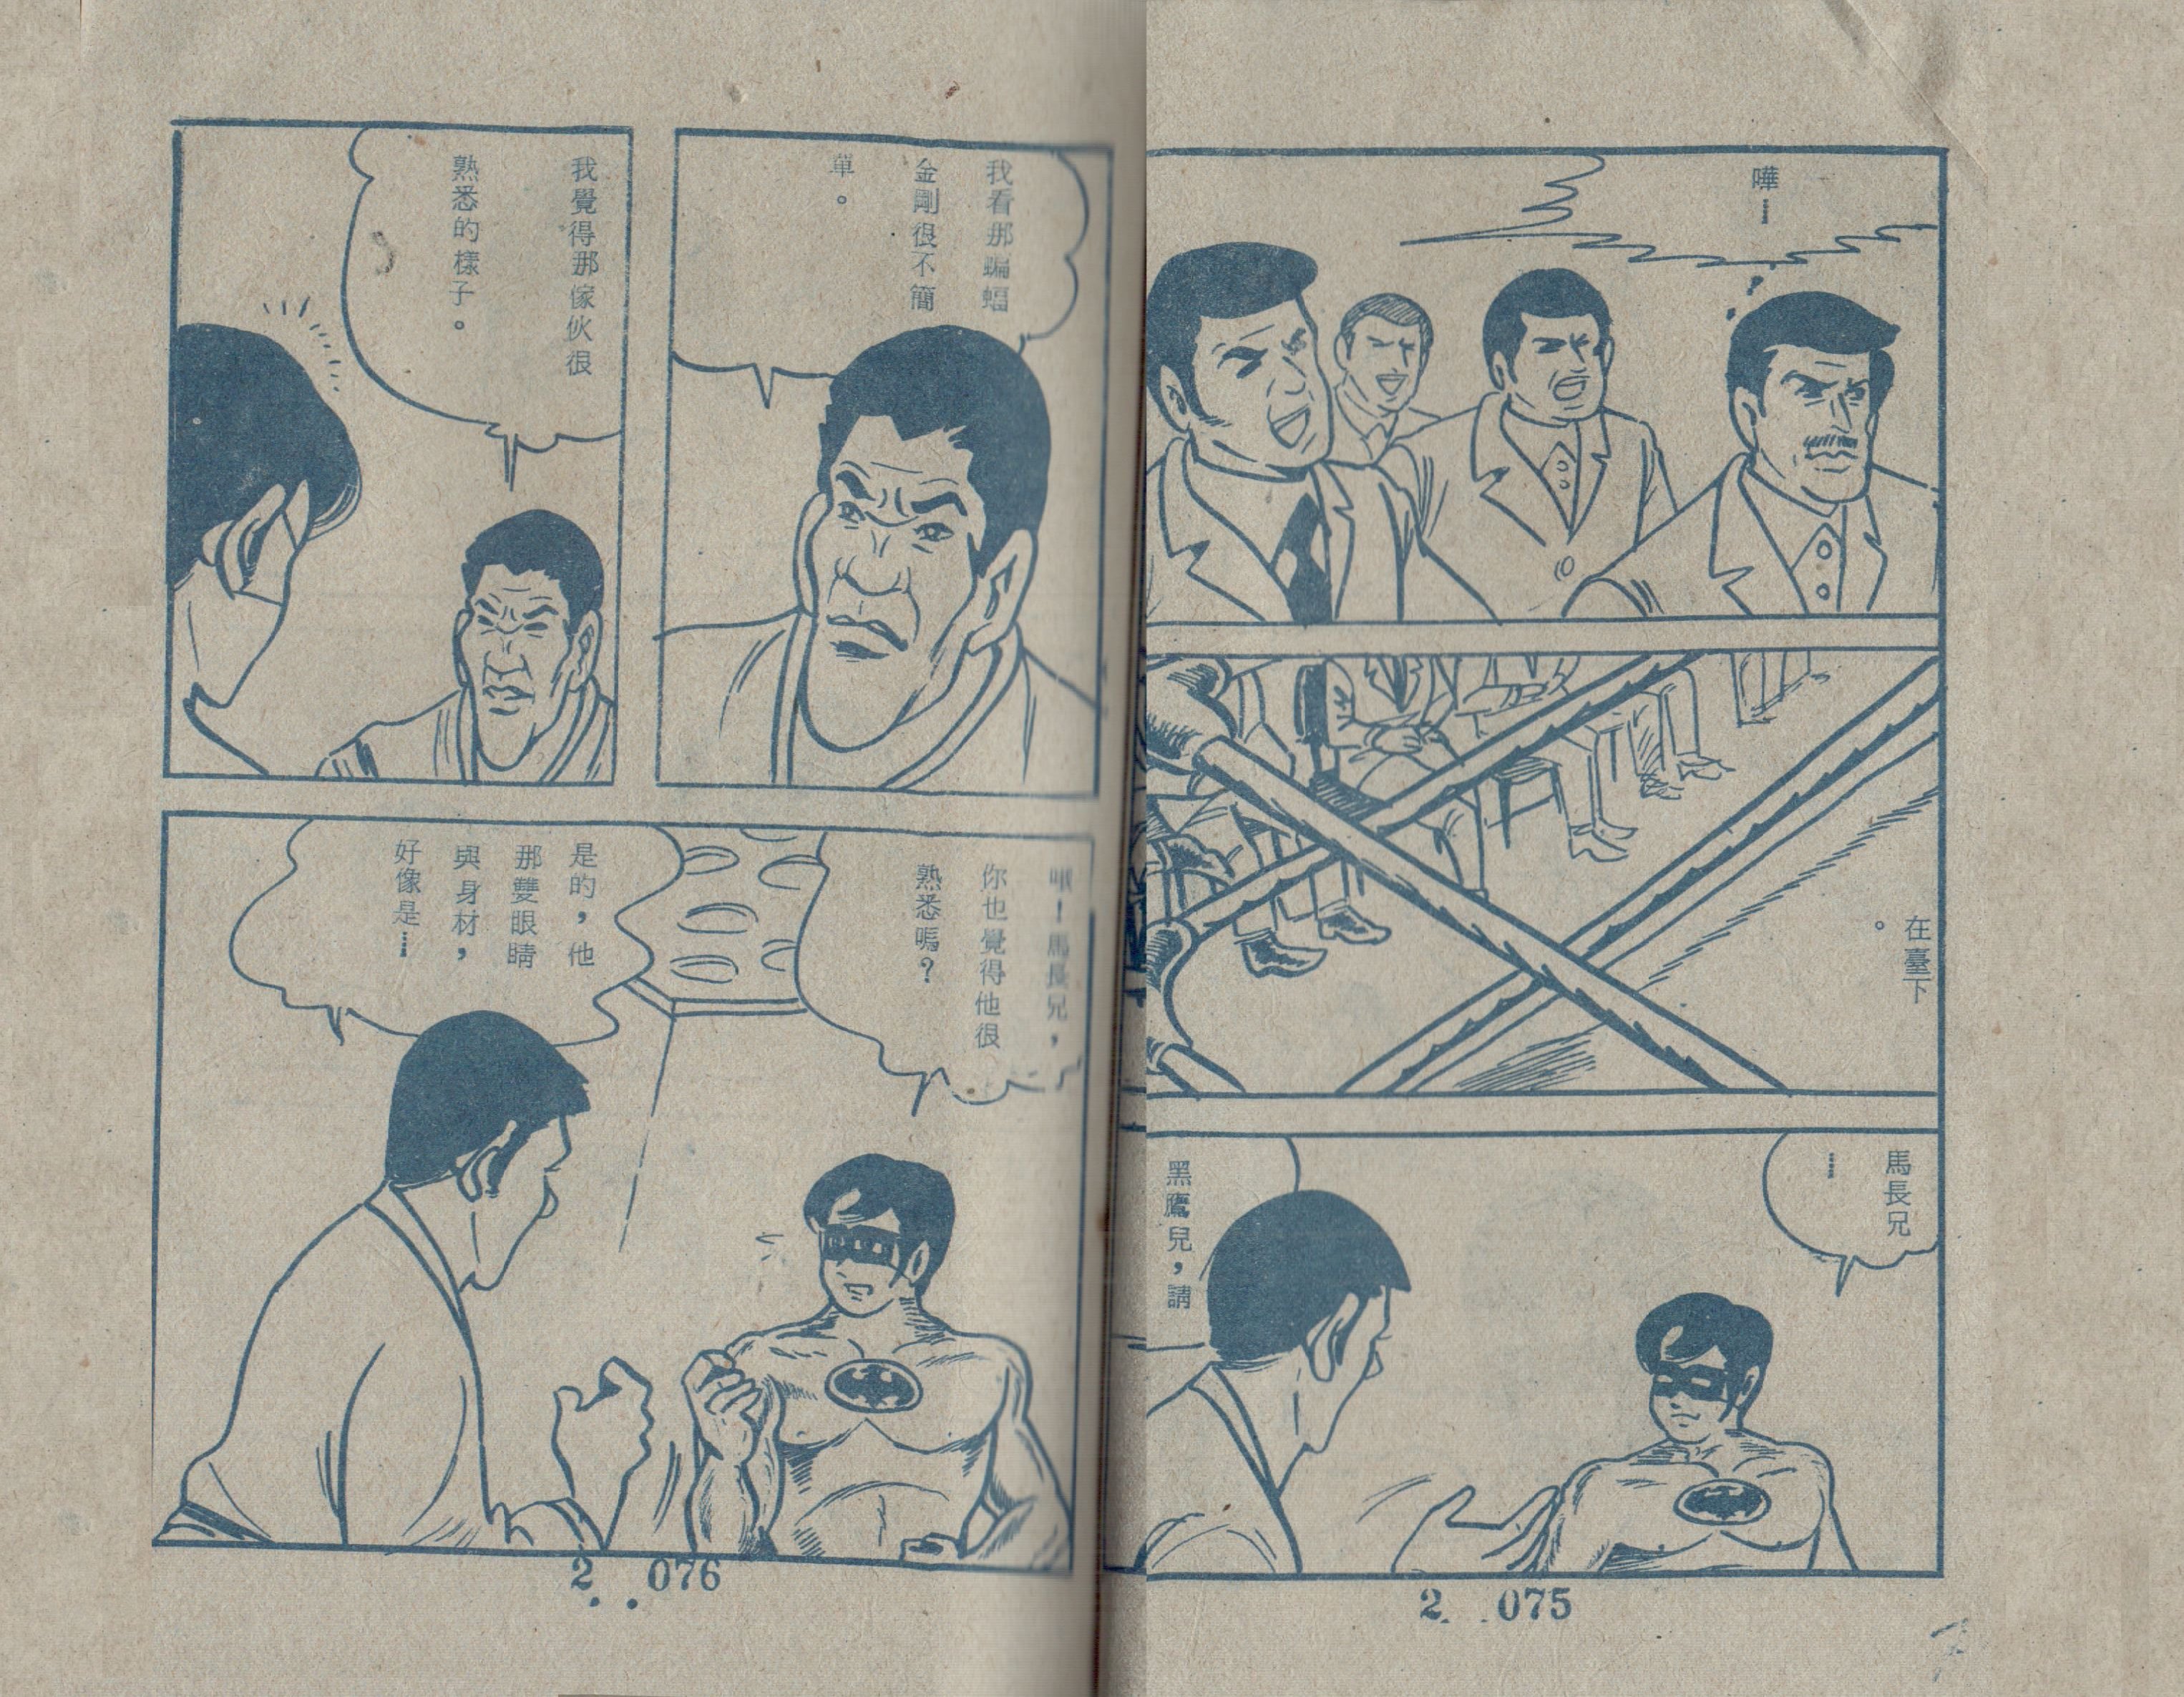 嘩⋯
在臺下
。
馬長兄
⋯⋯
黑鷹兄，請
2 075
我看那蝙蝠
金剛很不簡
單。
我覺得那傢伙很
熟悉的樣子。
馬長兄，
你也覺得他很
熟悉嗎？
是的，他
那雙眼睛
與身材，
好像是⋯⋯
2 076